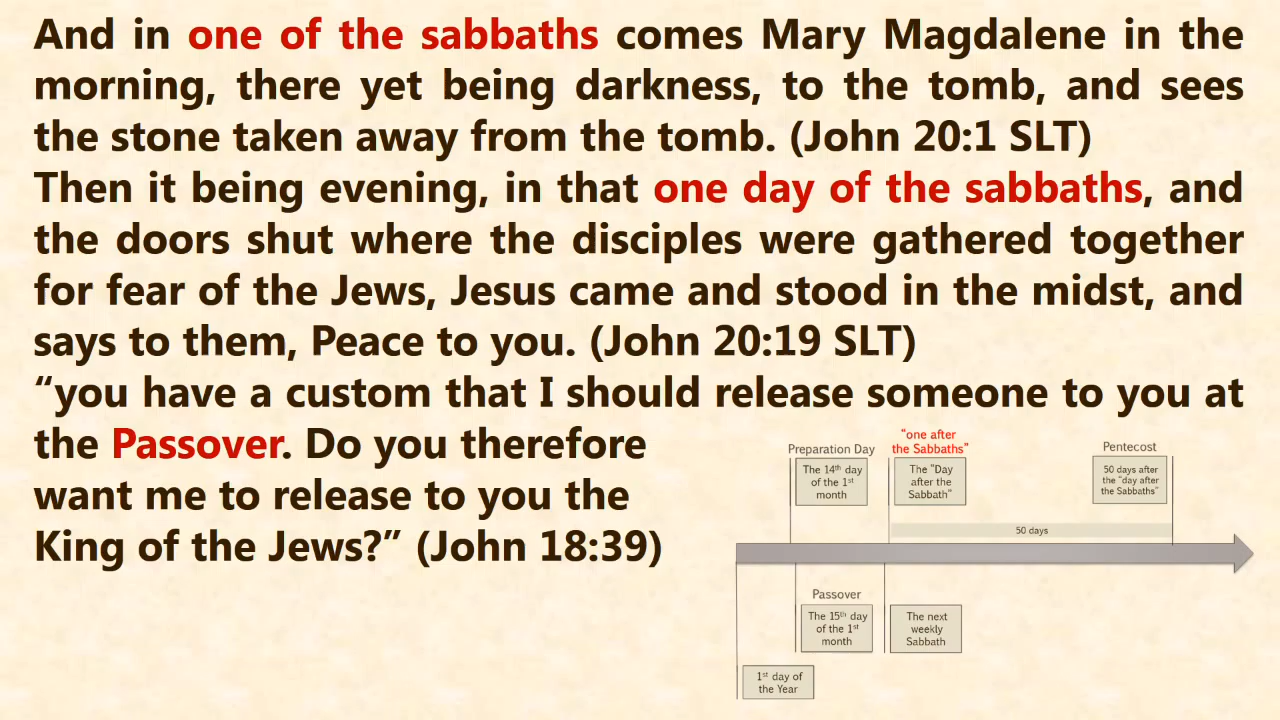 And in one of the sabbaths comes Mary Magdalene in the
morning, there yet being darkness, to the tomb, and sees
the stone taken away from the tomb. (John 20:1 SLT)
Then it being evening, in that one day of the sabbaths, and
the doors shut where the disciples were gathered together
for fear of the Jews, Jesus came and stood in the midst, and
says to them, Peace to you. (John 20:19 SLT)
“you have a custom that I should release someone to you at
the Passover. Do you therefore
want me to release to you the
King of the Jews?” (John 18:39)
Preparation Day
The 14th day
of the 1st
month
“one after
the Sabbaths”
The “Day
after the
Sabbath”
Pentecost
50 days after
the “day after
the Sabbaths”
50 days
Passover
The 15th day
of the 1st
month
The next
weekly
Sabbath
1st day of
the Year